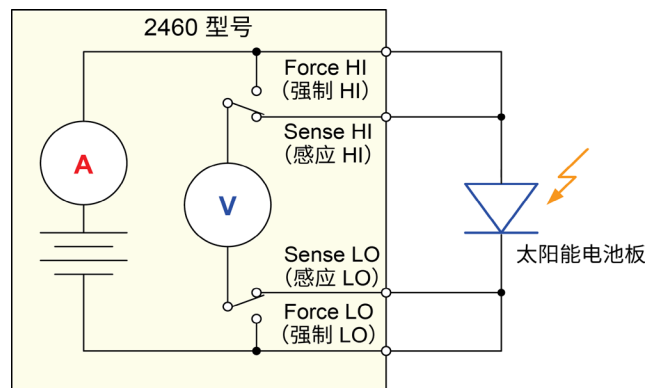 2460 型号
Force HI
（强制 HI）
Sense HI
（感应 HI）
A
V
Sense LO
（感应 LO）
Force LO
（强制 LO）
太阳能电池板